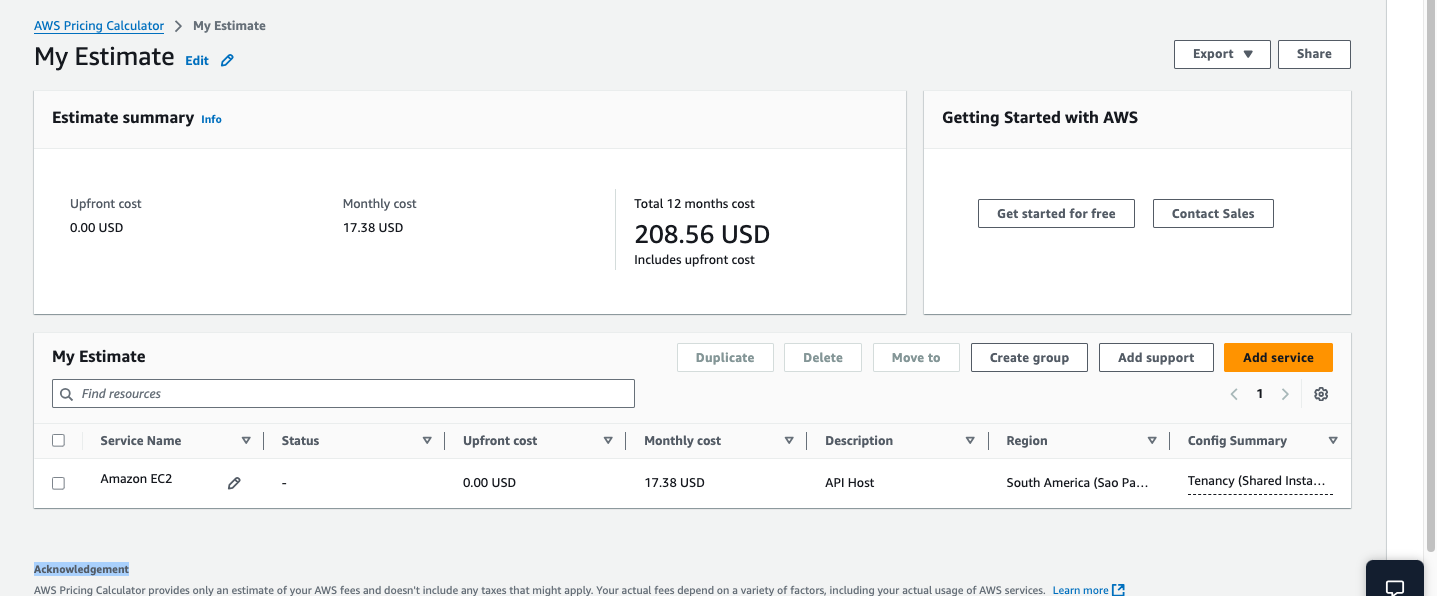 AWS Pricing Calculator > My Estimate
My Estimate Edit
Export ▼ Share
Estimate summary Info
Getting Started with AWS
Upfront cost Monthly cost Total 12 months cost
0.00 USD 17.38 USD 208.56 USD
Includes upfront cost
Get started for free Contact Sales
My Estimate
Duplicate Delete Move to Create group Add support Add service
Find resources
1
Service Name Status Upfront cost Monthly cost Description Region Config Summary
Amazon EC2 - 0.00 USD 17.38 USD API Host South America (Sao Pa... Tenancy (Shared Insta...
Acknowledgement
AWS Pricing Calculator provides only an estimate of your AWS fees and doesn't include any taxes that might apply. Your actual fees depend on a variety of factors, including your actual usage of AWS services. Learn more